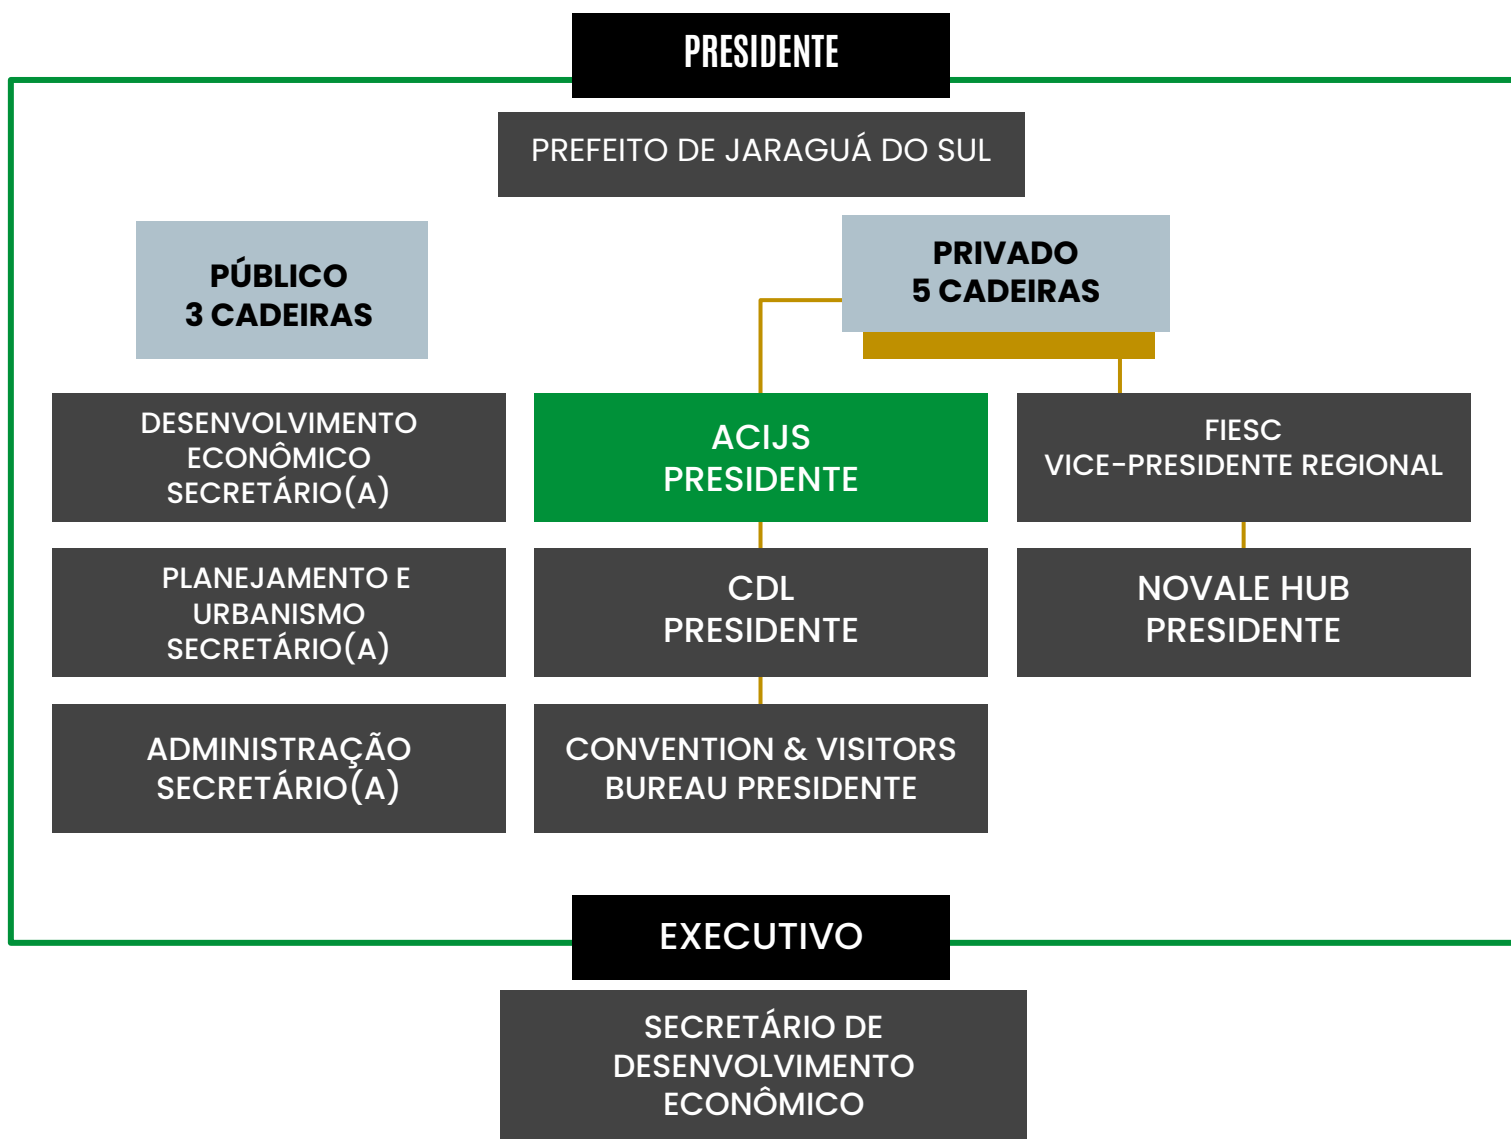 PRESIDENTE
PREFEITO DE JARAGUÁ DO SUL
PÚBLICO
3 CADEIRAS
PRIVADO
5 CADEIRAS
DESENVOLVIMENTO
ECONÔMICO
SECRETÁRIO(A)
ACIJS
PRESIDENTE
FIESC
VICE-PRESIDENTE REGIONAL
PLANEJAMENTO E
URBANISMO
SECRETÁRIO(A)
CDL
PRESIDENTE
NOVALE HUB
PRESIDENTE
ADMINISTRAÇÃO
SECRETÁRIO(A)
CONVENTION & VISITORS
BUREAU PRESIDENTE
EXECUTIVO
SECRETÁRIO DE
DESENVOLVIMENTO
ECONÔMICO